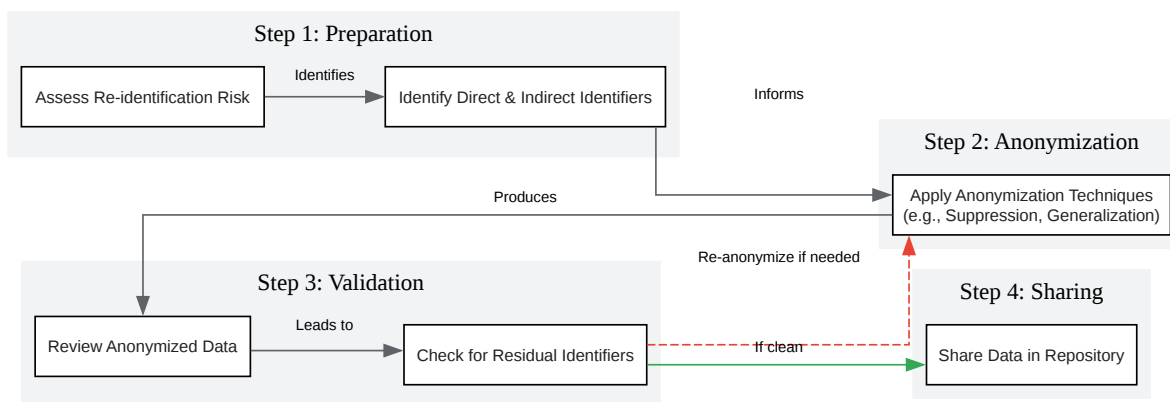 Step 1: Preparation
Assess Re-identification Risk
Identifies
Identify Direct & Indirect Identifiers
Informs
Step 2: Anonymization
Apply Anonymization Techniques
(e.g., Suppression, Generalization)
Produces
Re-anonymize if needed
Step 3: Validation
Review Anonymized Data
Leads to
Check for Residual Identifiers
If clean
Step 4: Sharing
Share Data in Repository